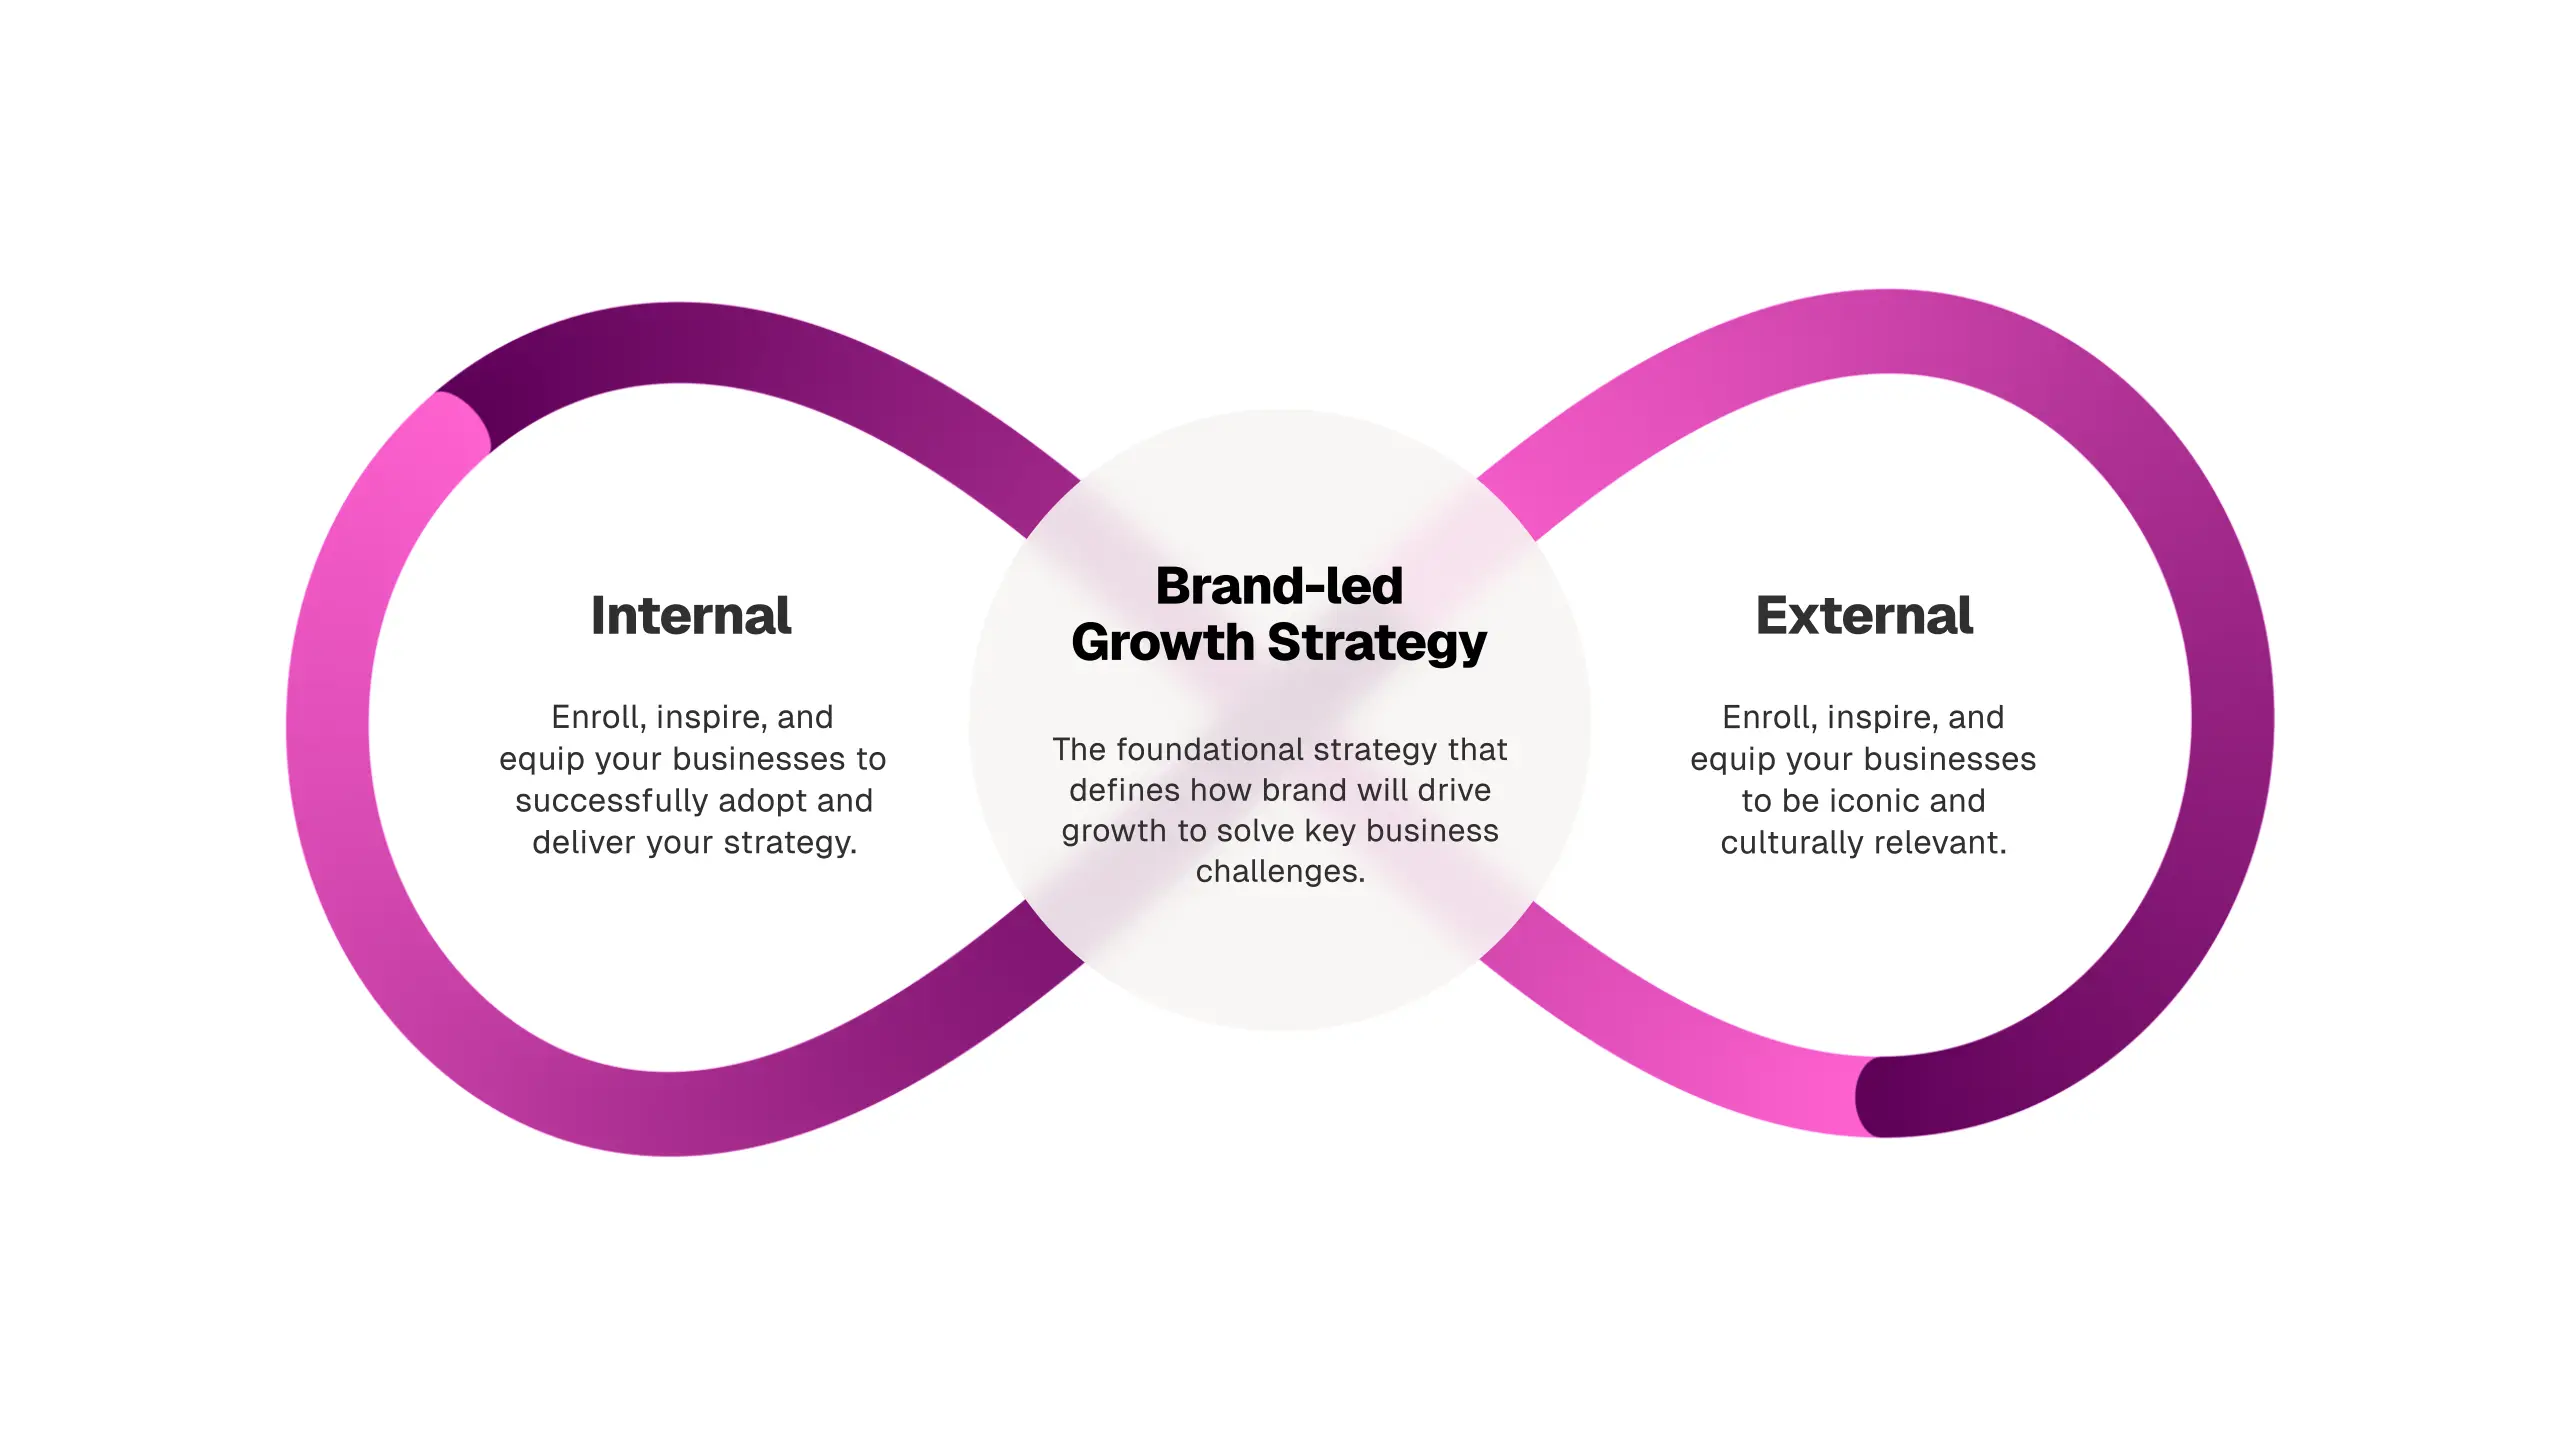 Internal
Enroll, inspire, and
equip your businesses to
successfully adopt and
deliver your strategy.
Brand-led
Growth Strategy
The foundational strategy that
defines how brand will drive
growth to solve key business
challenges.
External
Enroll, inspire, and
equip your businesses
to be iconic and
culturally relevant.